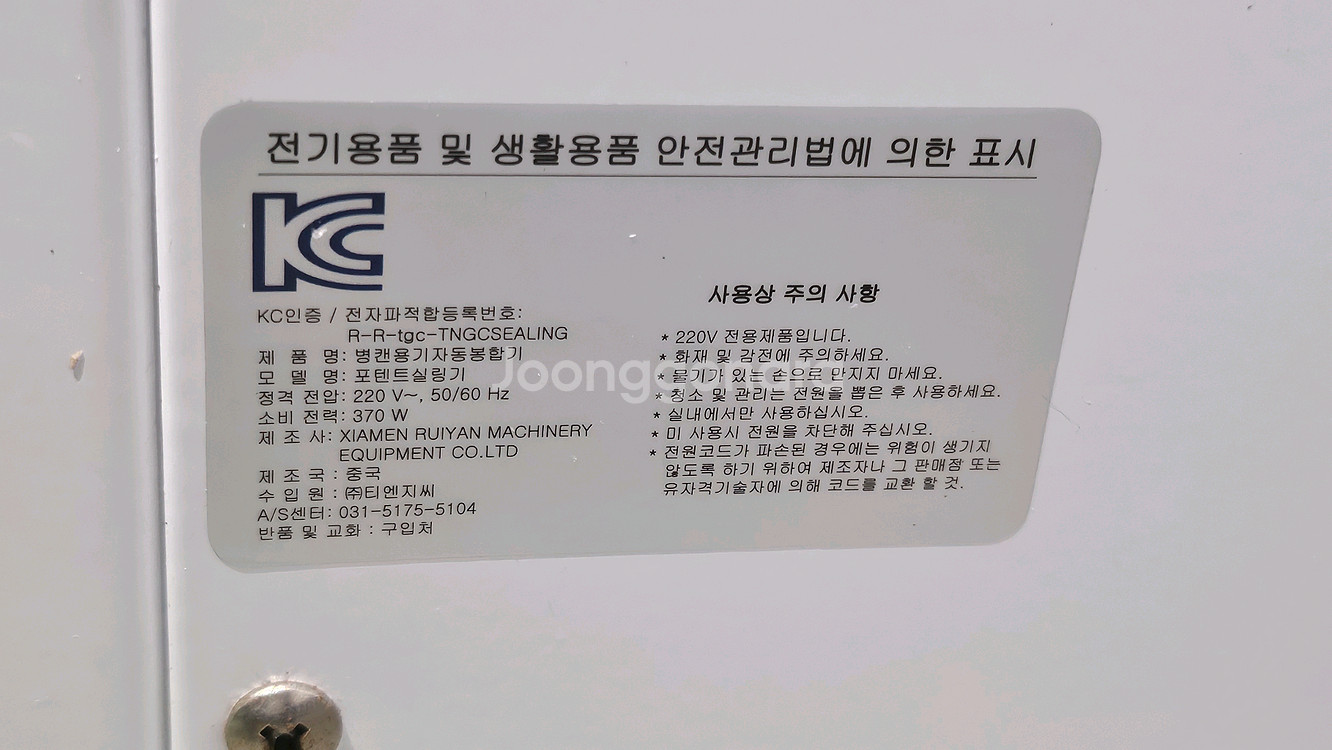 전기용품 및 생활용품 안전관리법에 의한 표시
KC
KC인증 / 전자파적합등록번호:
R-R-tgc-TNGCSEALING
제 품 명: 병캔용기자동봉합기
모 델 명: 포텐트실링기
정격 전압: 220 V~, 50/60 Hz
소비 전력: 370 W
제 조 사: XIAMEN RUIYAN MACHINERY
EQUIPMENT CO.LTD
제 조 국 : 중국
수 입 원 : ㈜티엔지씨
A/S센터: 031-5175-5104
반품 및 교화 : 구입처
사용상 주의 사항
* 220V 전용제품입니다.
* 화재 및 감전에 주의하세요.
* 물기가 있는 손으로 만지지 마세요.
* 청소 및 관리는 전원을 뽑은 후 사용하세요.
* 실내에서만 사용하십시오.
* 미 사용시 전원을 차단해 주십시오.
* 전원코드가 파손된 경우에는 위험이 생기지
않도록 하기 위하여 제조자나 그 판매점 또는
유자격기술자에 의해 코드를 교환 할 것.
Joonggonara